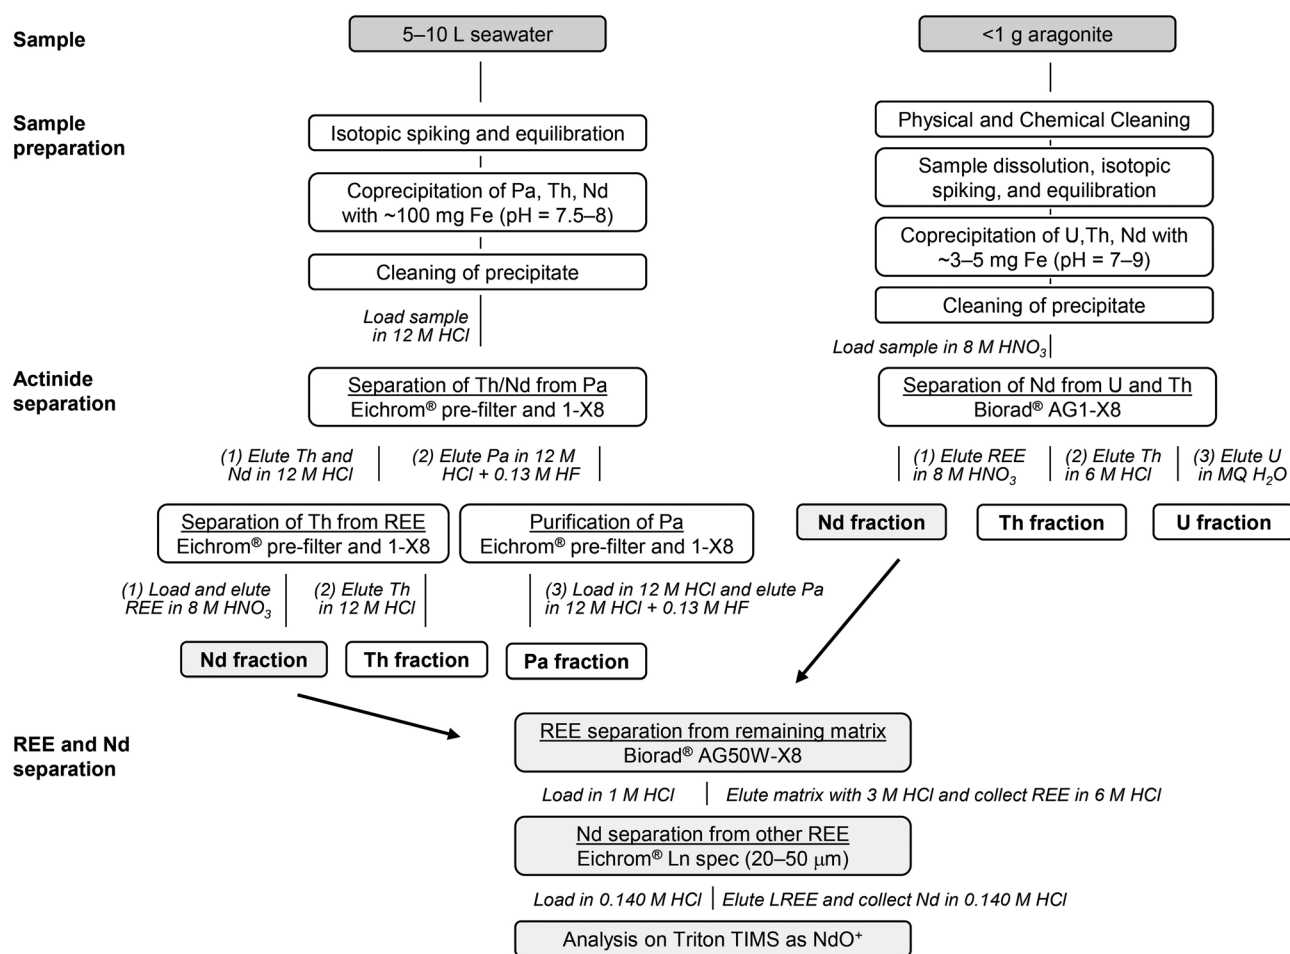 Sample
5–10 L seawater
<1 g aragonite
Sample
preparation
Isotopic spiking and equilibration
Coprecipitation of Pa, Th, Nd
with ~100 mg Fe (pH = 7.5–8)
Cleaning of precipitate
Load sample
in 12 M HCl
Physical and Chemical Cleaning
Sample dissolution, isotopic
spiking, and equilibration
Coprecipitation of U,Th, Nd with
~3–5 mg Fe (pH = 7–9)
Cleaning of precipitate
Load sample in 8 M HNO₃
Actinide
separation
Separation of Th/Nd from Pa
Eichrom® pre-filter and 1-X8
(1) Elute Th and
Nd in 12 M HCl
(2) Elute Pa in 12 M
HCl + 0.13 M HF
Separation of Th from REE
Eichrom® pre-filter and 1-X8
Purification of Pa
Eichrom® pre-filter and 1-X8
(1) Load and elute
REE in 8 M HNO₃
(2) Elute Th
in 12 M HCl
(3) Load in 12 M HCl and elute Pa
in 12 M HCl + 0.13 M HF
Nd fraction
Th fraction
Pa fraction
Separation of Nd from U and Th
Biorad® AG1-X8
(1) Elute REE
in 8 M HNO₃
(2) Elute Th
in 6 M HCl
(3) Elute U
in MQ H₂O
Nd fraction
Th fraction
U fraction
REE and Nd
separation
REE separation from remaining matrix
Biorad® AG50W-X8
Load in 1 M HCl
Elute matrix with 3 M HCl and collect REE in 6 M HCl
Nd separation from other REE
Eichrom® Ln spec (20–50 μm)
Load in 0.140 M HCl
Elute LREE and collect Nd in 0.140 M HCl
Analysis on Triton TIMS as NdO⁺